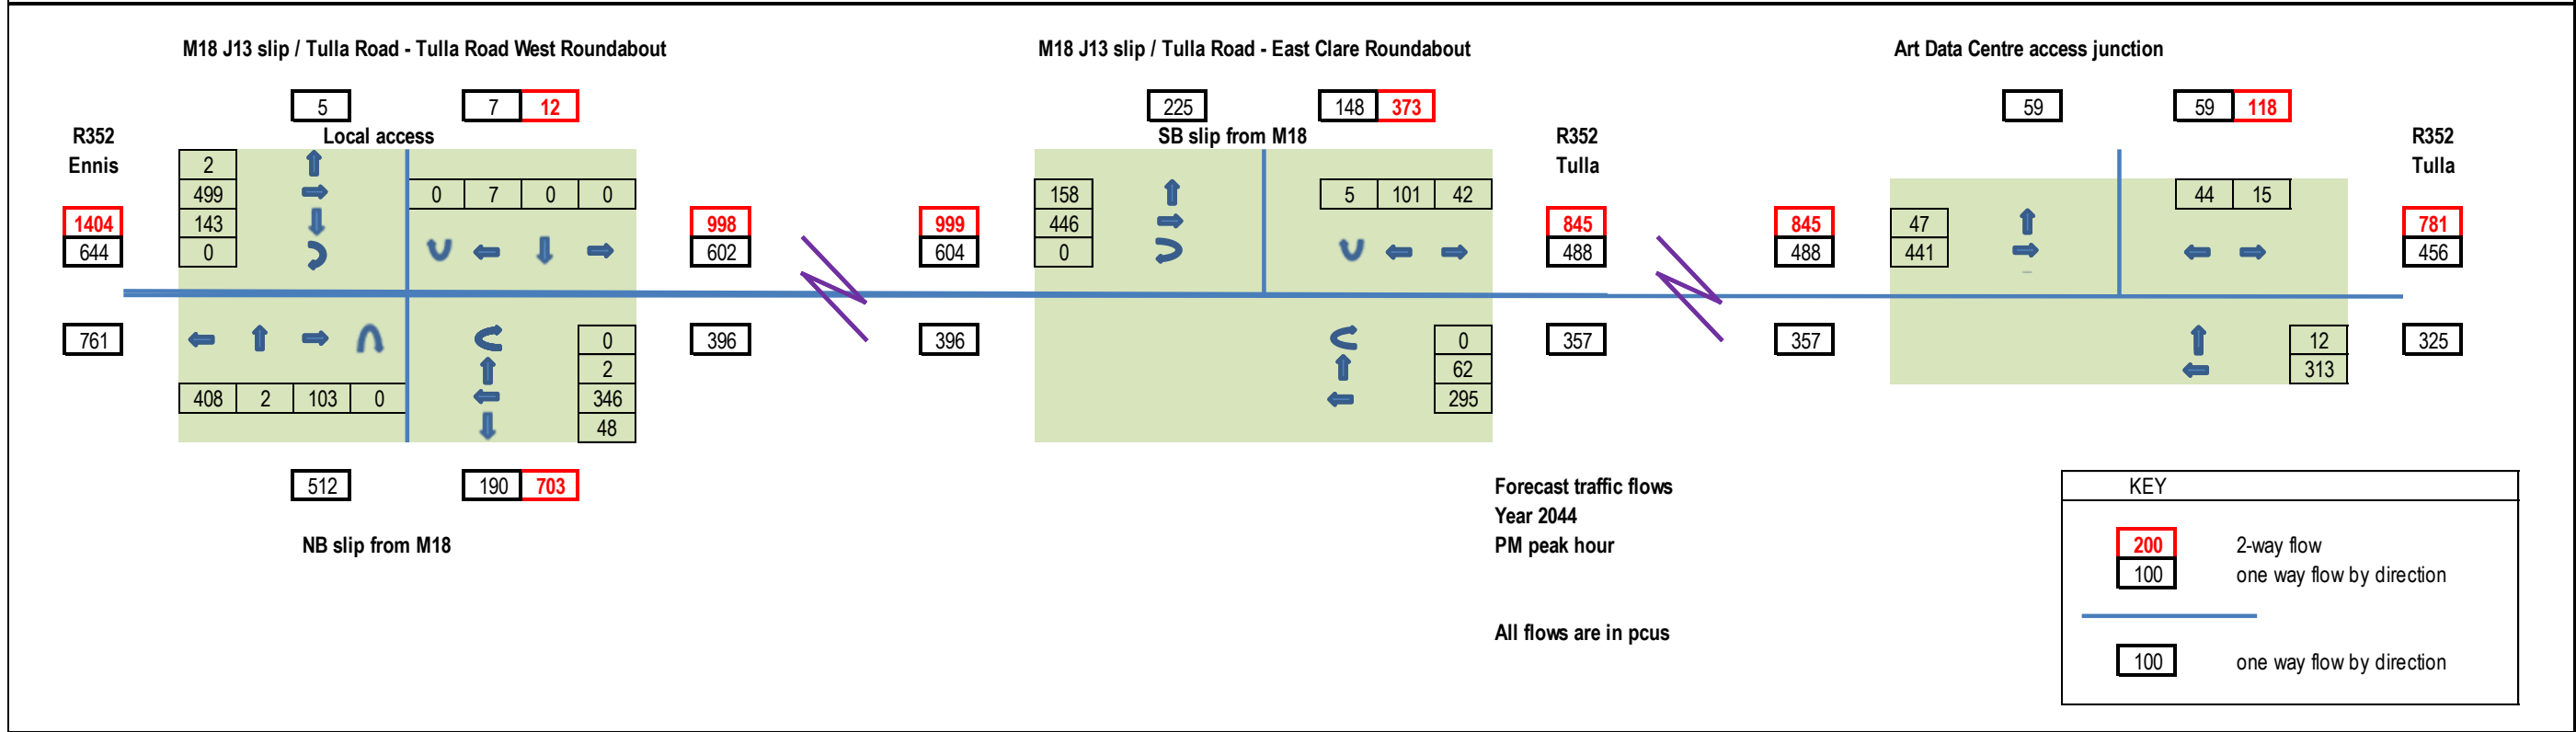 M18 J13 slip / Tulla Road - Tulla Road West Roundabout M18 J13 slip / Tulla Road - East Clare Roundabout Art Data Centre access junction
5 7 12 225 148 373 59 59 118
R352 Local access SB slip from M18 R352 R352
Ennis Tulla Tulla
2
499 0 7 0 0 158 5 101 42 44 15
1404 143 998 999 446 845 845 47 781
644 0 602 604 0 488 488 441 456
761 0 396 396 0 357 357 12 325
2 62 313
408 2 103 0 346 295
48
512 190 703
NB slip from M18
Forecast traffic flows
Year 2044
PM peak hour
All flows are in pcus
KEY
200 2-way flow
100 one way flow by direction
100 one way flow by direction